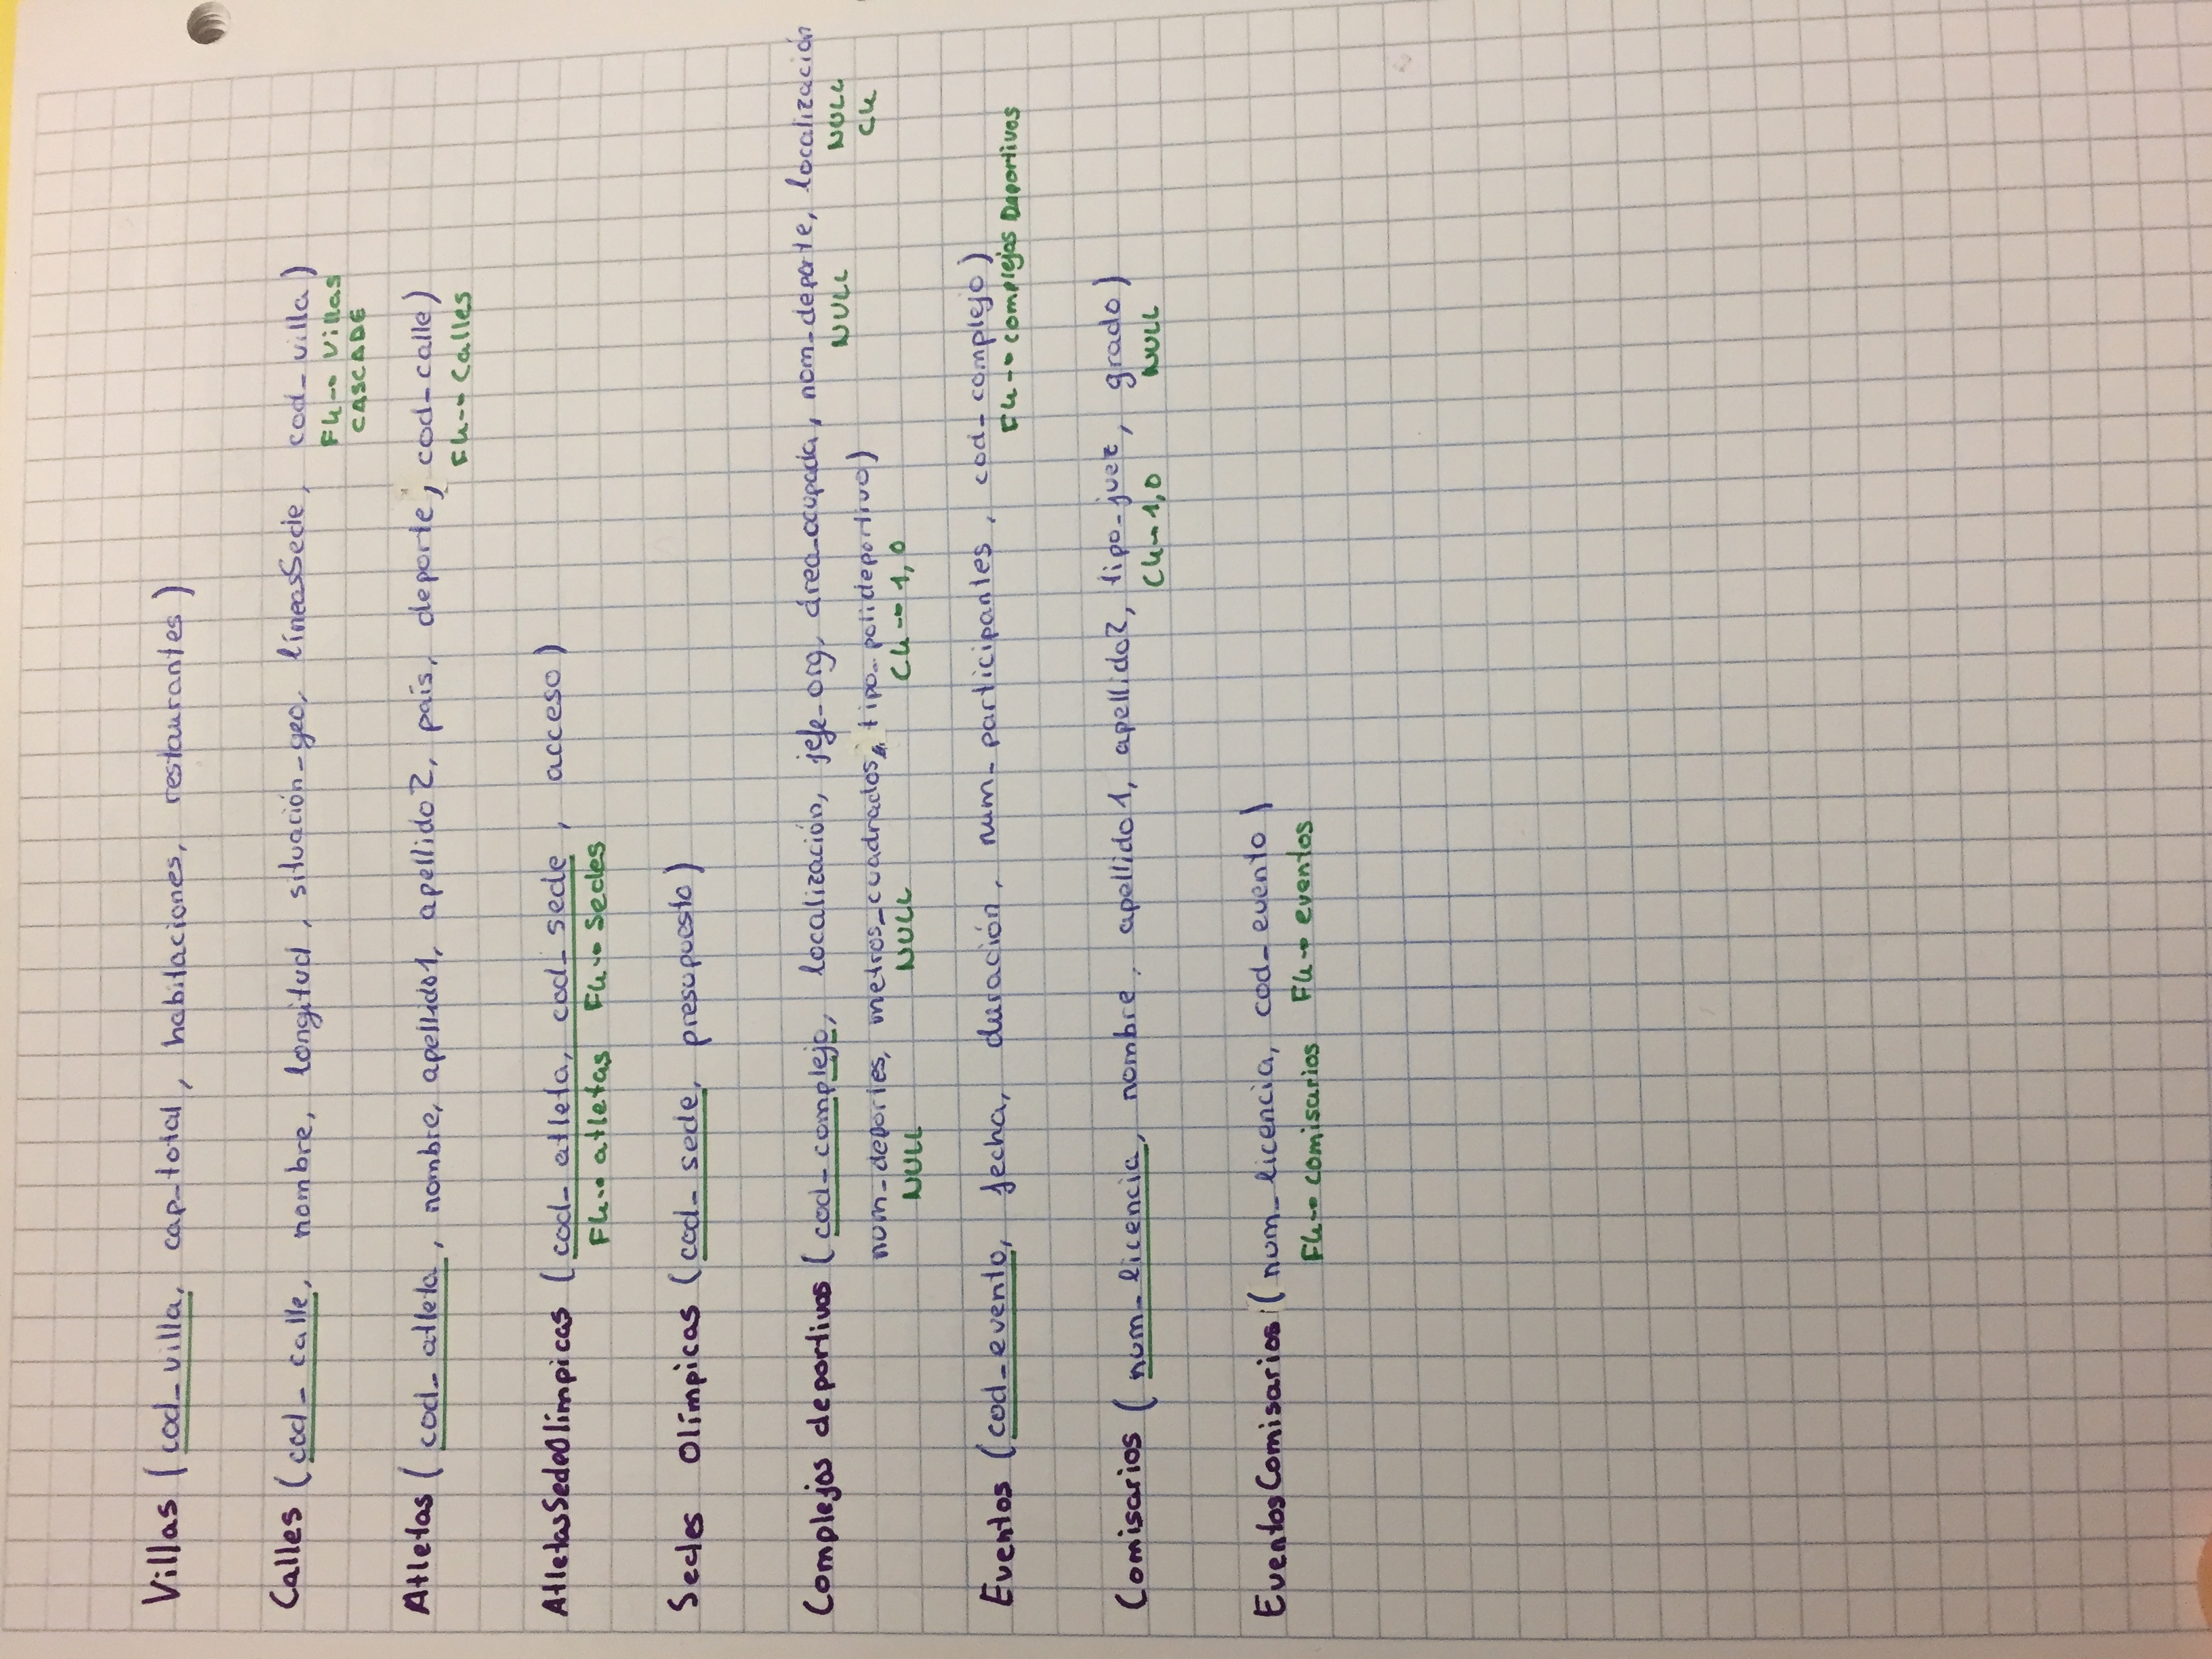 Villas (cod_villa, cap_total, habitaciones, restaurantes)
Calles (cod_calle, nombre, longitud, situación_geo, líneasSede, cod_villa)
FK→ Villas
CASCADE
Atletas (cod_atleta, nombre, apellido1, apellido2, país, deporte, cod_calle)
FK→ Calles
AtletasSedeOlímpicas (cod_atleta, cod_sede, acceso)
FK→ atletas FK→ Sedes
Sedes Olímpicas (cod_sede, presupuesto)
Complejos deportivos (cod_complejo, localización, jefe_org, área_ocupada, nom_deporte, localización
NULL NULL
CK
num_deportes, metros_cuadrados, tipo_polideportivo)
NULL NULL CK→ 1,0
Eventos (cod_evento, fecha, duración, num_participantes, cod_complejo)
FK→ complejos Deportivos
Comisarios (num_licencia, nombre, apellido1, apellido2, tipo_juez, grado)
CK→ 1,0 NULL
EventosComisarios (num_licencia, cod_evento)
FK→ comisarios FK→ eventos